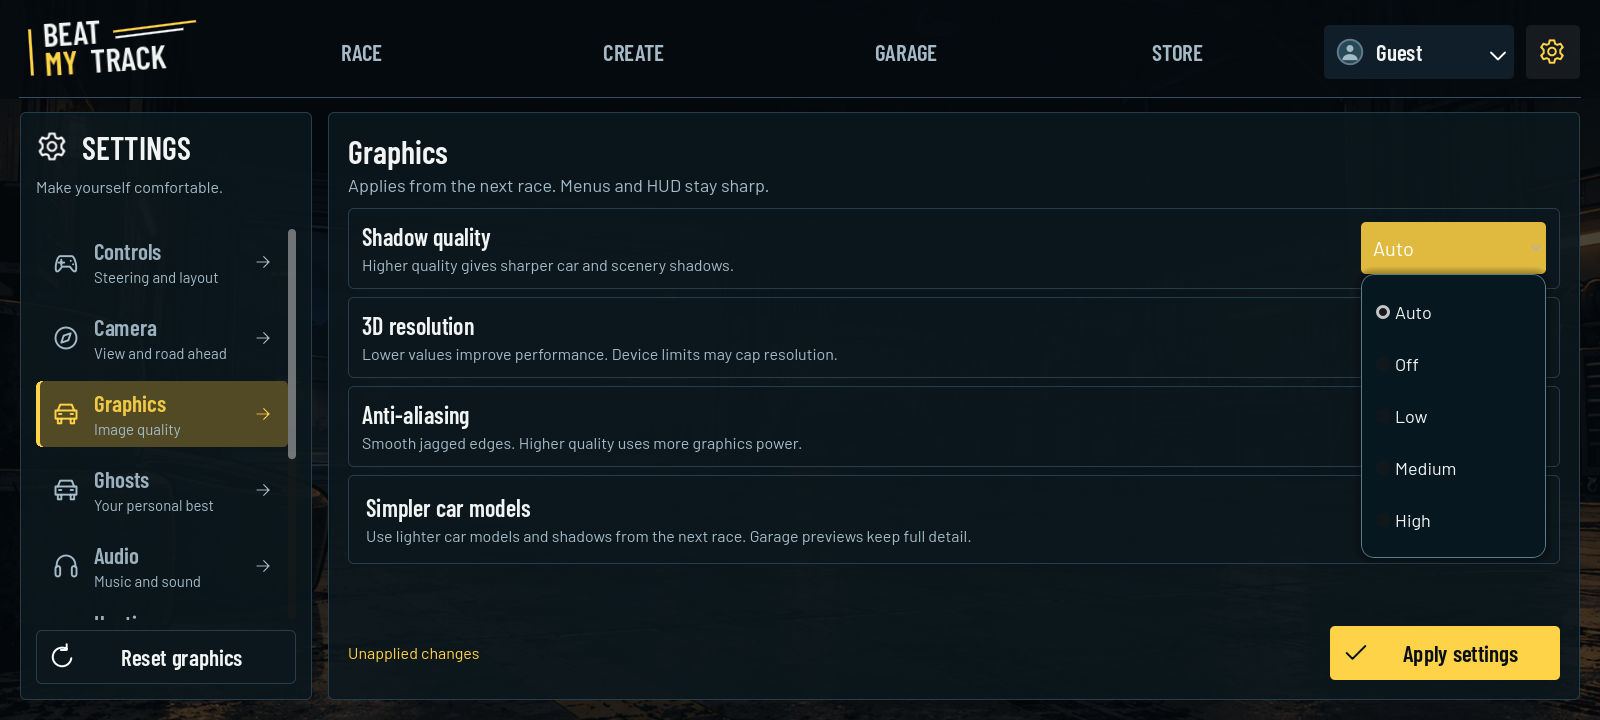 BEAT
MY TRACK
RACE
CREATE
GARAGE
STORE
Guest
SETTINGS
Make yourself comfortable.
Controls
Steering and layout
Camera
View and road ahead
Graphics
Image quality
Ghosts
Your personal best
Audio
Music and sound
Reset graphics
Graphics
Applies from the next race. Menus and HUD stay sharp.
Shadow quality
Higher quality gives sharper car and scenery shadows.
Auto
3D resolution
Lower values improve performance. Device limits may cap resolution.
Anti-aliasing
Smooth jagged edges. Higher quality uses more graphics power.
Simpler car models
Use lighter car models and shadows from the next race. Garage previews keep full detail.
Auto
Off
Low
Medium
High
Unapplied changes
Apply settings